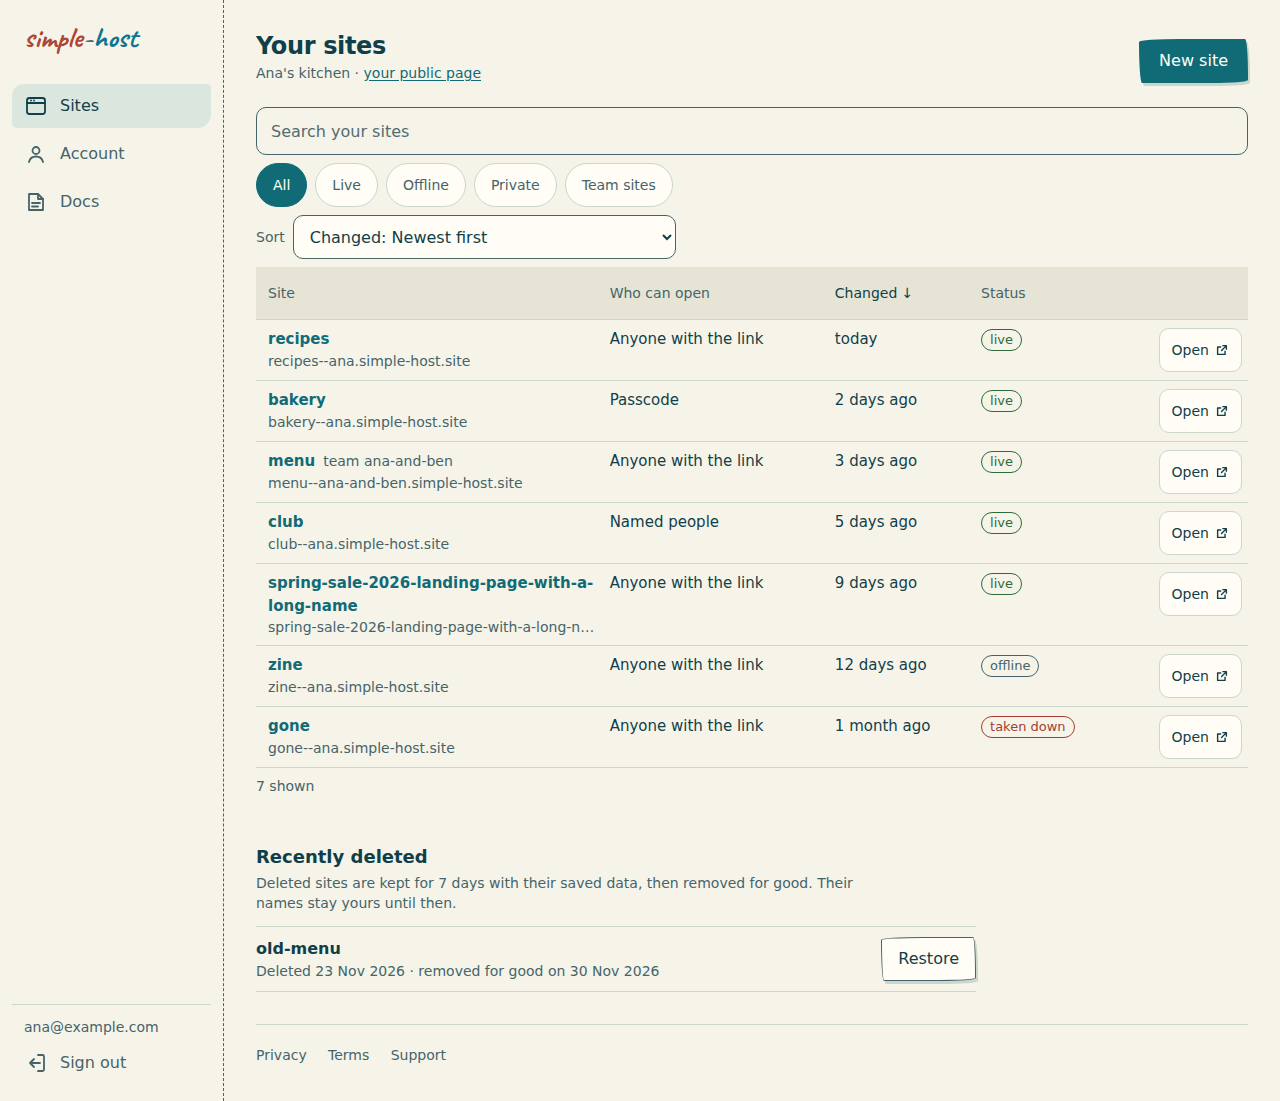 simple-host
Sites
Account
Docs
ana@example.com
Sign out
Your sites
Ana's kitchen · your public page
New site
Search your sites
All Live Offline Private Team sites
Sort Changed: Newest first
Site Who can open Changed ↓ Status
recipes Anyone with the link today live Open
recipes--ana.simple-host.site
bakery Passcode 2 days ago live Open
bakery--ana.simple-host.site
menu team ana-and-ben Anyone with the link 3 days ago live Open
menu--ana-and-ben.simple-host.site
club Named people 5 days ago live Open
club--ana.simple-host.site
spring-sale-2026-landing-page-with-a- Anyone with the link 9 days ago live Open
long-name
spring-sale-2026-landing-page-with-a-long-n…
zine Anyone with the link 12 days ago offline Open
zine--ana.simple-host.site
gone Anyone with the link 1 month ago taken down Open
gone--ana.simple-host.site
7 shown
Recently deleted
Deleted sites are kept for 7 days with their saved data, then removed for good. Their
names stay yours until then.
old-menu
Deleted 23 Nov 2026 · removed for good on 30 Nov 2026
Restore
Privacy Terms Support